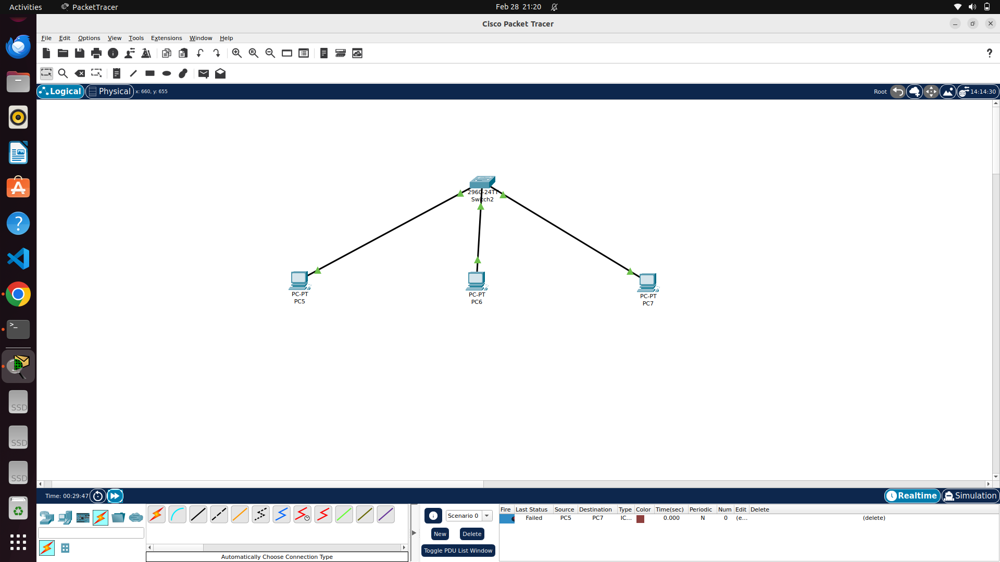 Activities PacketTracer Feb 28 21:20
Cisco Packet Tracer
File Edit Options View Tools Extensions Window Help
?
Logical Physical x: 660, y: 655 Root 14:14:30
2960-24TT
Switch2
PC-PT
PC5
PC-PT
PC6
PC-PT
PC7
SSD
SSD
SSD
Time: 00:29:47 Realtime Simulation
Scenario 0
New Delete
Toggle PDU List Window
Automatically Choose Connection Type
Fire Last Status Source Destination Type Color Time(sec) Periodic Num Edit Delete
Failed PC5 PC7 IC... 0.000 N 0 (e... (delete)